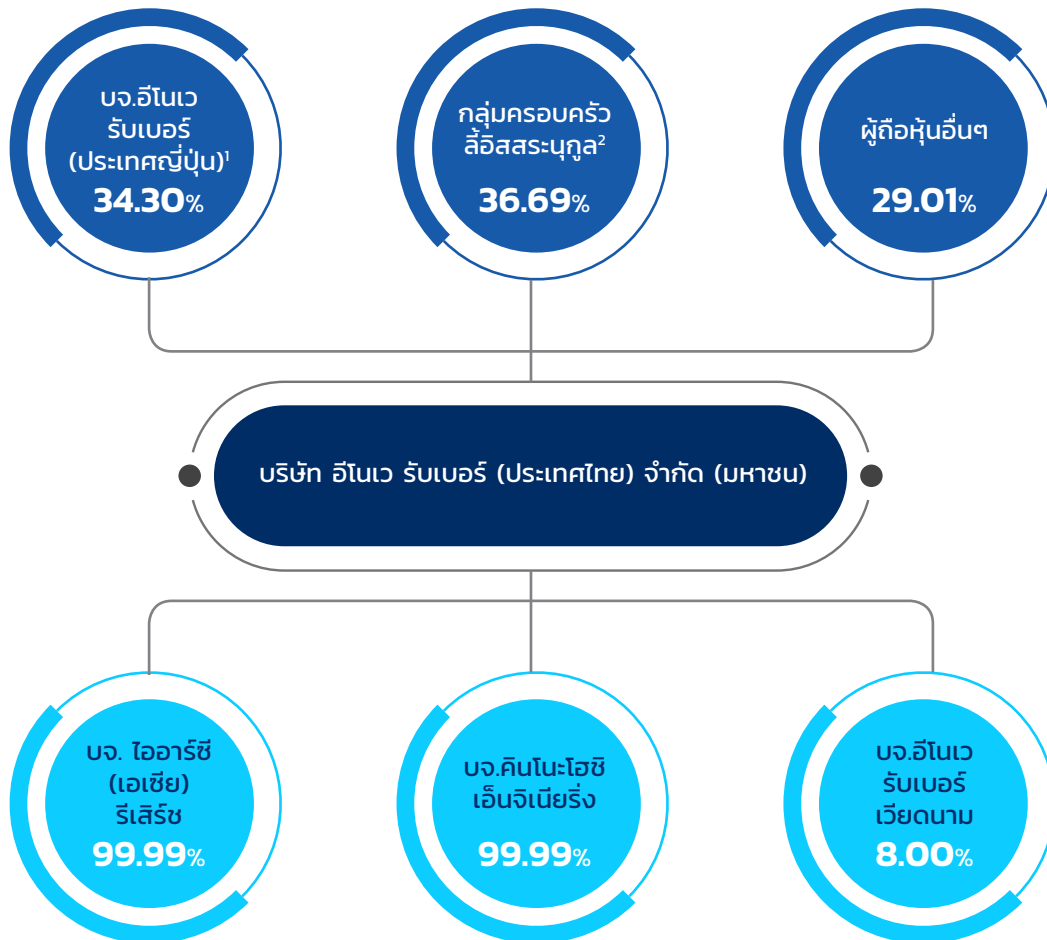 บจ.อีโนเว
รับเบอร์
(ประเทศญี่ปุ่น)¹
34.30%
กลุ่มครอบครัว
ลี้อิสสระนุกูล²
36.69%
ผู้ถือหุ้นอื่นๆ
29.01%
บริษัท อีโนเว รับเบอร์ (ประเทศไทย) จำกัด (มหาชน)
บจ. ไออาร์ซี
(เอเซีย)
รีเสิร์ช
99.99%
บจ.คินโนะโฮชิ
เอ็นจิเนียริ่ง
99.99%
บจ.อีโนเว
รับเบอร์
เวียดนาม
8.00%